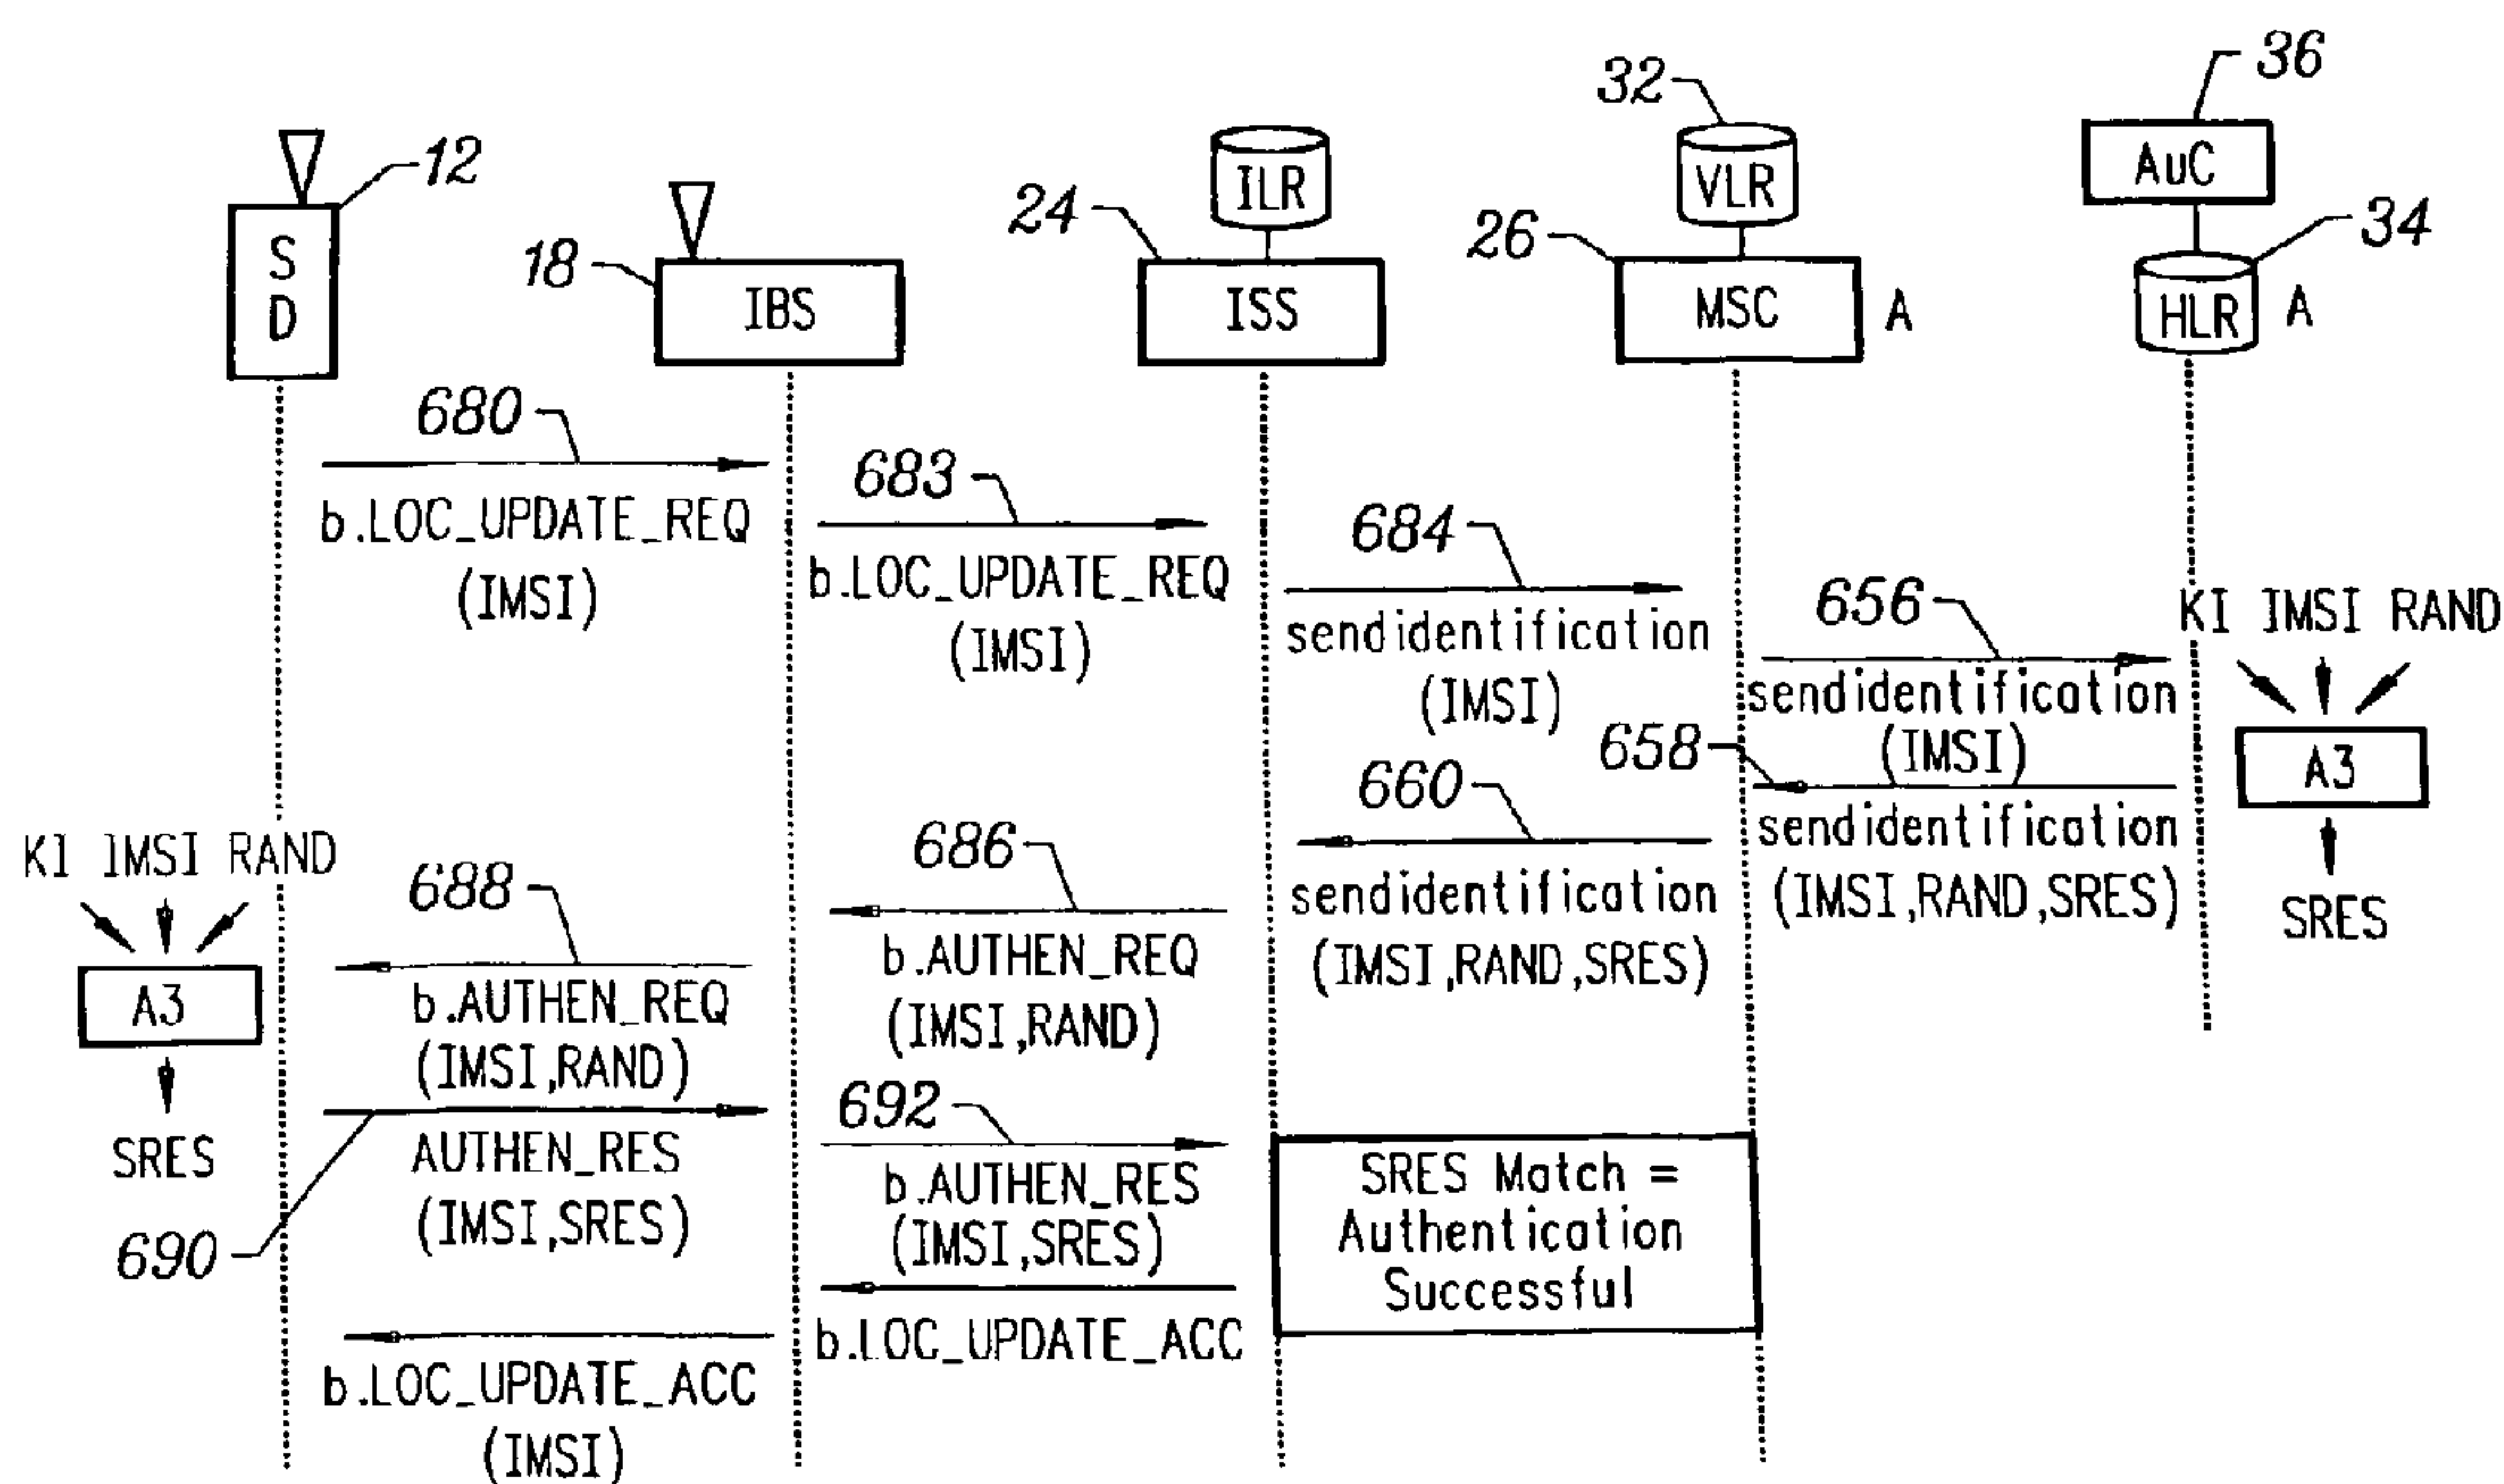 36
32
12
ILR
VLR
AuC
24
26
34
18
S
D
IBS
ISS
MSC
A
HLR
A
680
b.LOC_UPDATE_REQ
(IMSI)
683
b.LOC_UPDATE_REQ
(IMSI)
684
sendidentification
(IMSI)
656
sendidentification
(IMSI)
KI IMSI RAND
A3
SRES
658
sendidentification
(IMSI,RAND,SRES)
660
sendidentification
(IMSI,RAND,SRES)
686
b.AUTHEN_REQ
(IMSI,RAND)
688
b.AUTHEN_REQ
(IMSI,RAND)
KI IMSI RAND
A3
SRES
690
AUTHEN_RES
(IMSI,SRES)
692
b.AUTHEN_RES
(IMSI,SRES)
SRES Match =
Authentication
Successful
b.LOC_UPDATE_ACC
b.LOC_UPDATE_ACC
(IMSI)